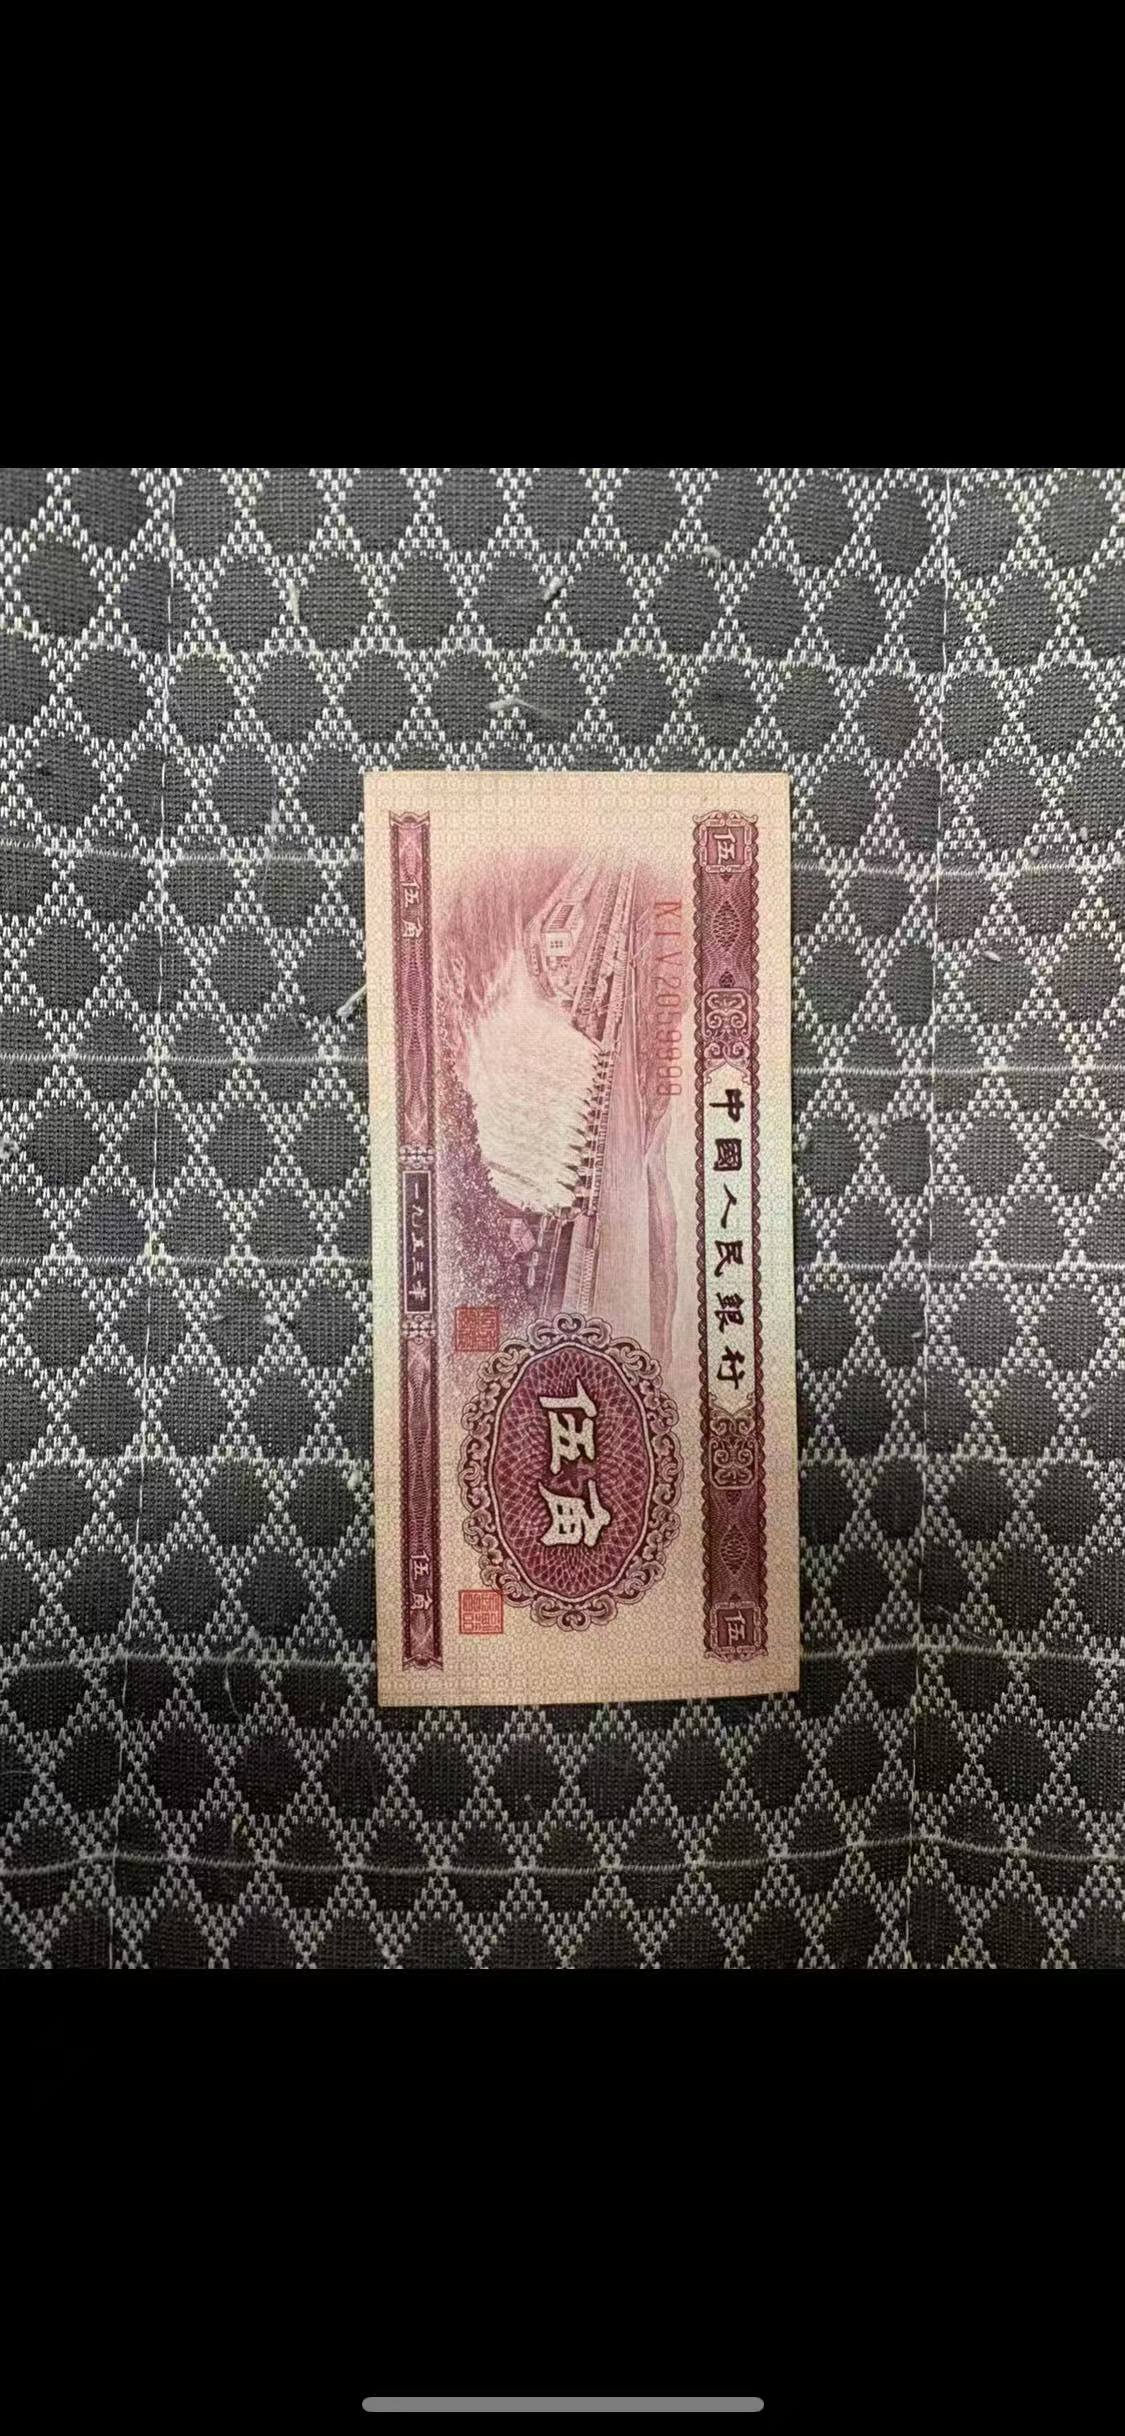 伍 中國人民銀行 伍
伍角
伍角 一九五三年 伍角